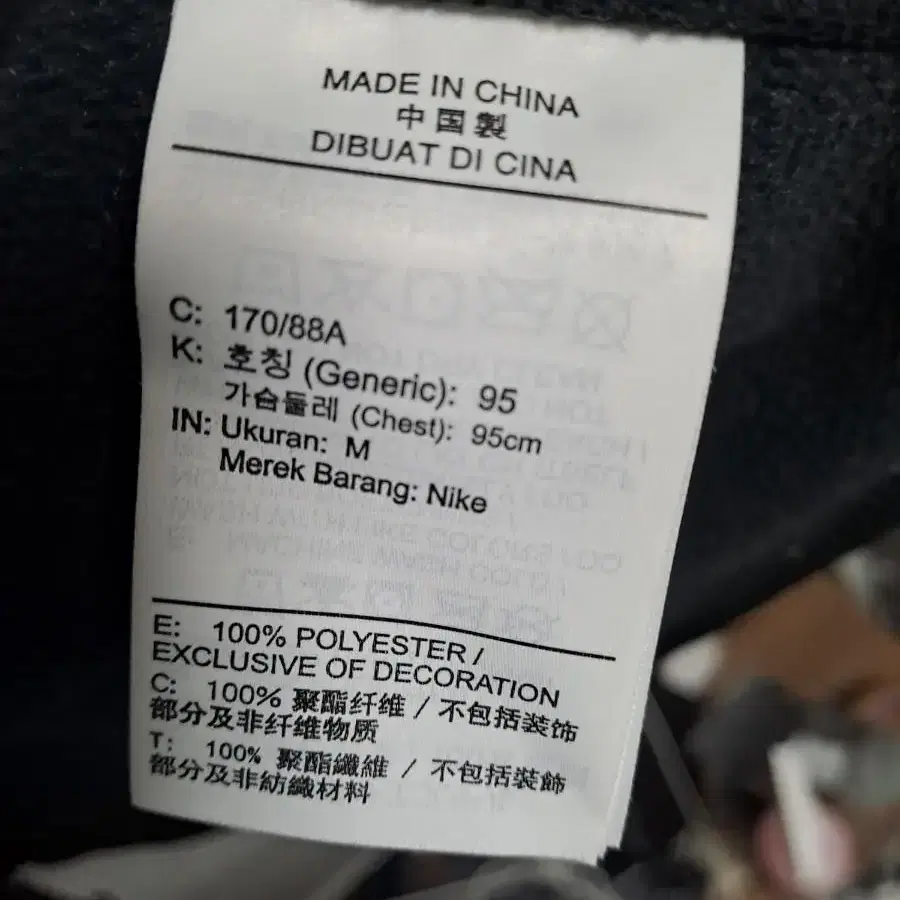 MADE IN CHINA
中国製
DIBUAT DI CINA
C: 170/88A
K: 호칭 (Generic): 95
가슴둘레 (Chest): 95cm
IN: Ukuran: M
Merek Barang: Nike
E: 100% POLYESTER /
EXCLUSIVE OF DECORATION
C: 100% 聚酯纤维 / 不包括装饰
部分及非纤维物质
T: 100% 聚酯纖維 / 不包括裝飾
部分及非紡織材料